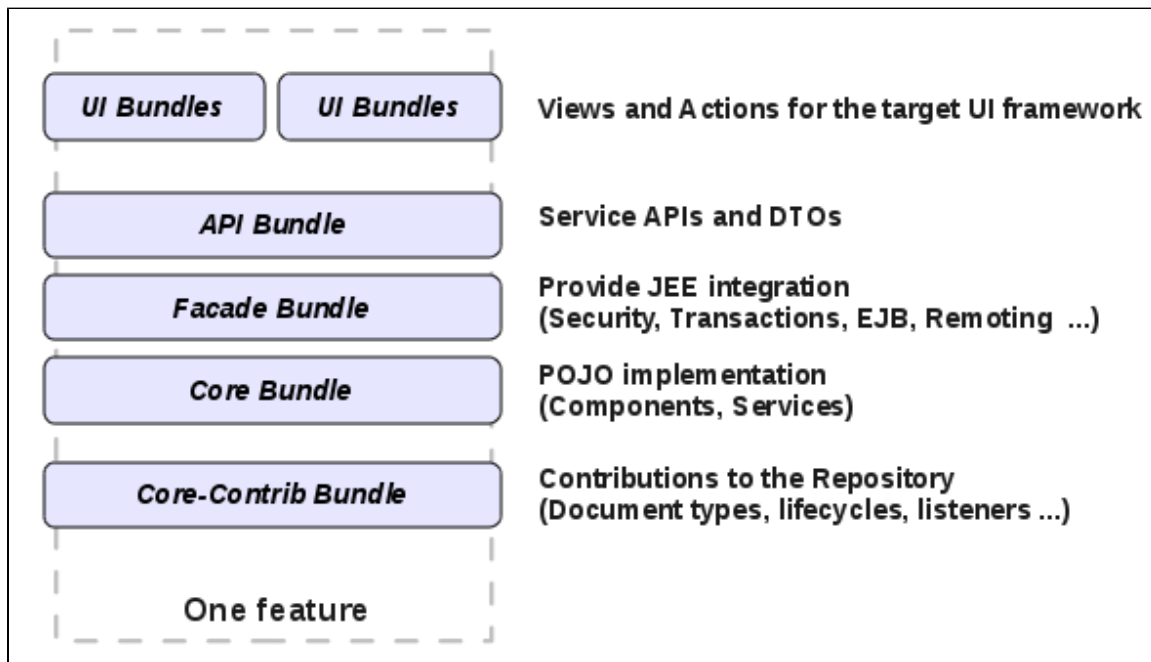 UI Bundles UI Bundles Views and Actions for the target UI framework
API Bundle Service APIs and DTOs
Facade Bundle Provide JEE integration
(Security, Transactions, EJB, Remoting ...)
Core Bundle POJO implementation
(Components, Services)
Core-Contrib Bundle Contributions to the Repository
(Document types, lifecycles, listeners ...)
One feature